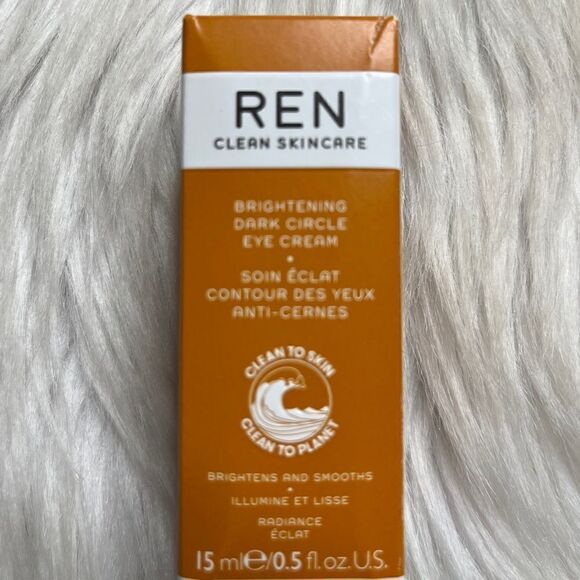 REN
CLEAN SKINCARE
BRIGHTENING
DARK CIRCLE
EYE CREAM
•
SOIN ÉCLAT
CONTOUR DES YEUX
ANTI-CERNES
CLEAN TO SKIN
CLEAN TO PLANET
BRIGHTENS AND SMOOTHS
•
ILLUMINE ET LISSE
RADIANCE
ÉCLAT
15 ml℮/0.5 fl.oz. U.S.